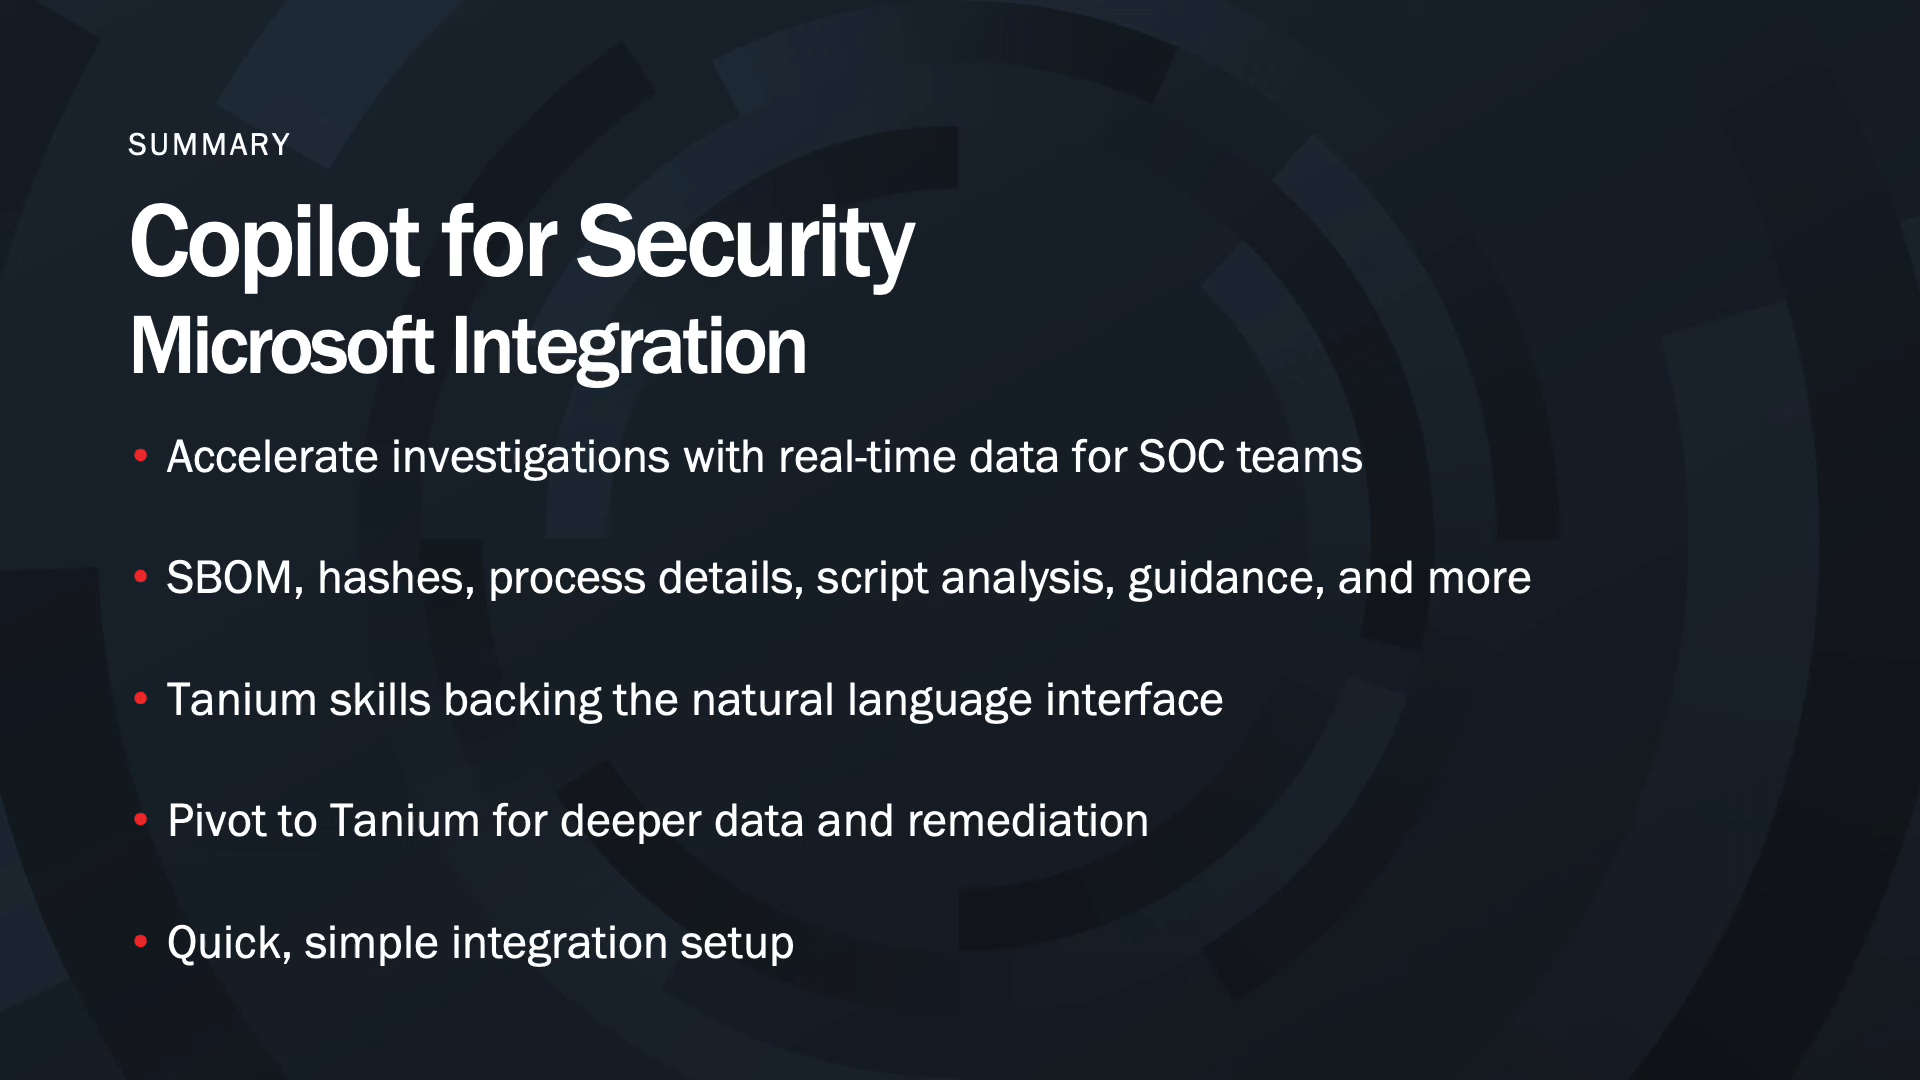 SUMMARY
Copilot for Security
Microsoft Integration
• Accelerate investigations with real-time data for SOC teams
• SBOM, hashes, process details, script analysis, guidance, and more
• Tanium skills backing the natural language interface
• Pivot to Tanium for deeper data and remediation
• Quick, simple integration setup